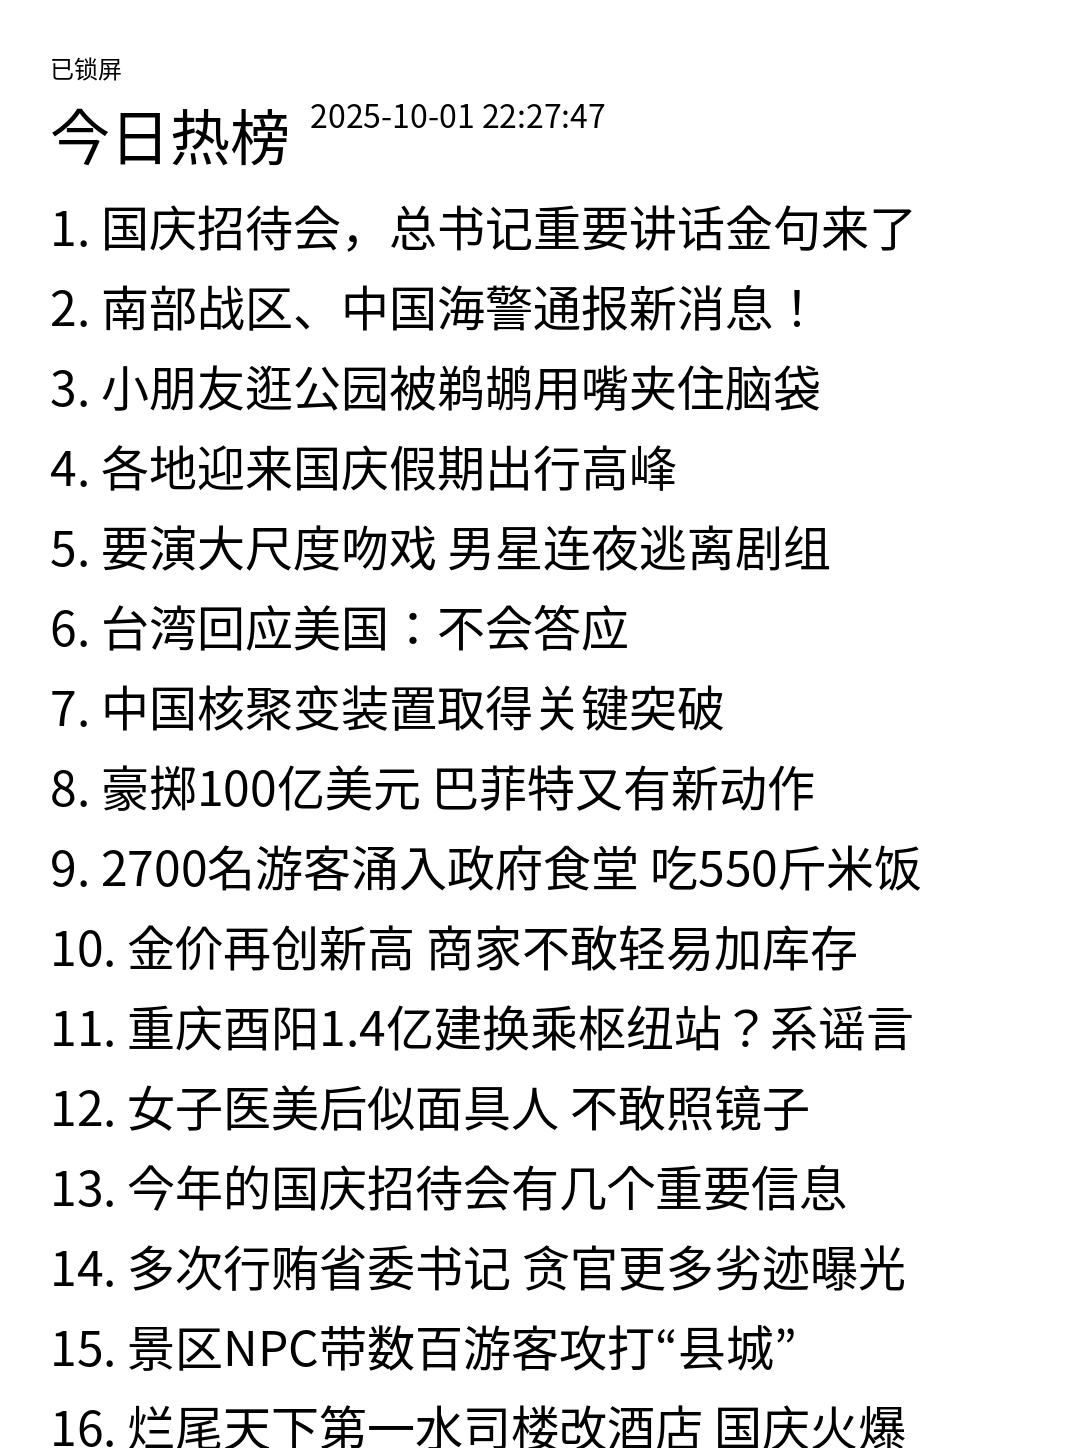 已锁屏
今日热榜 2025-10-01 22:27:47
1. 国庆招待会，总书记重要讲话金句来了
2. 南部战区、中国海警通报新消息！
3. 小朋友逛公园被鹈鹕用嘴夹住脑袋
4. 各地迎来国庆假期出行高峰
5. 要演大尺度吻戏 男星连夜逃离剧组
6. 台湾回应美国：不会答应
7. 中国核聚变装置取得关键突破
8. 豪掷100亿美元 巴菲特又有新动作
9. 2700名游客涌入政府食堂 吃550斤米饭
10. 金价再创新高 商家不敢轻易加库存
11. 重庆酉阳1.4亿建换乘枢纽站？系谣言
12. 女子医美后似面具人 不敢照镜子
13. 今年的国庆招待会有几个重要信息
14. 多次行贿省委书记 贪官更多劣迹曝光
15. 景区NPC带数百游客攻打“县城”
16. 烂尾天下第一水司楼改酒店 国庆火爆